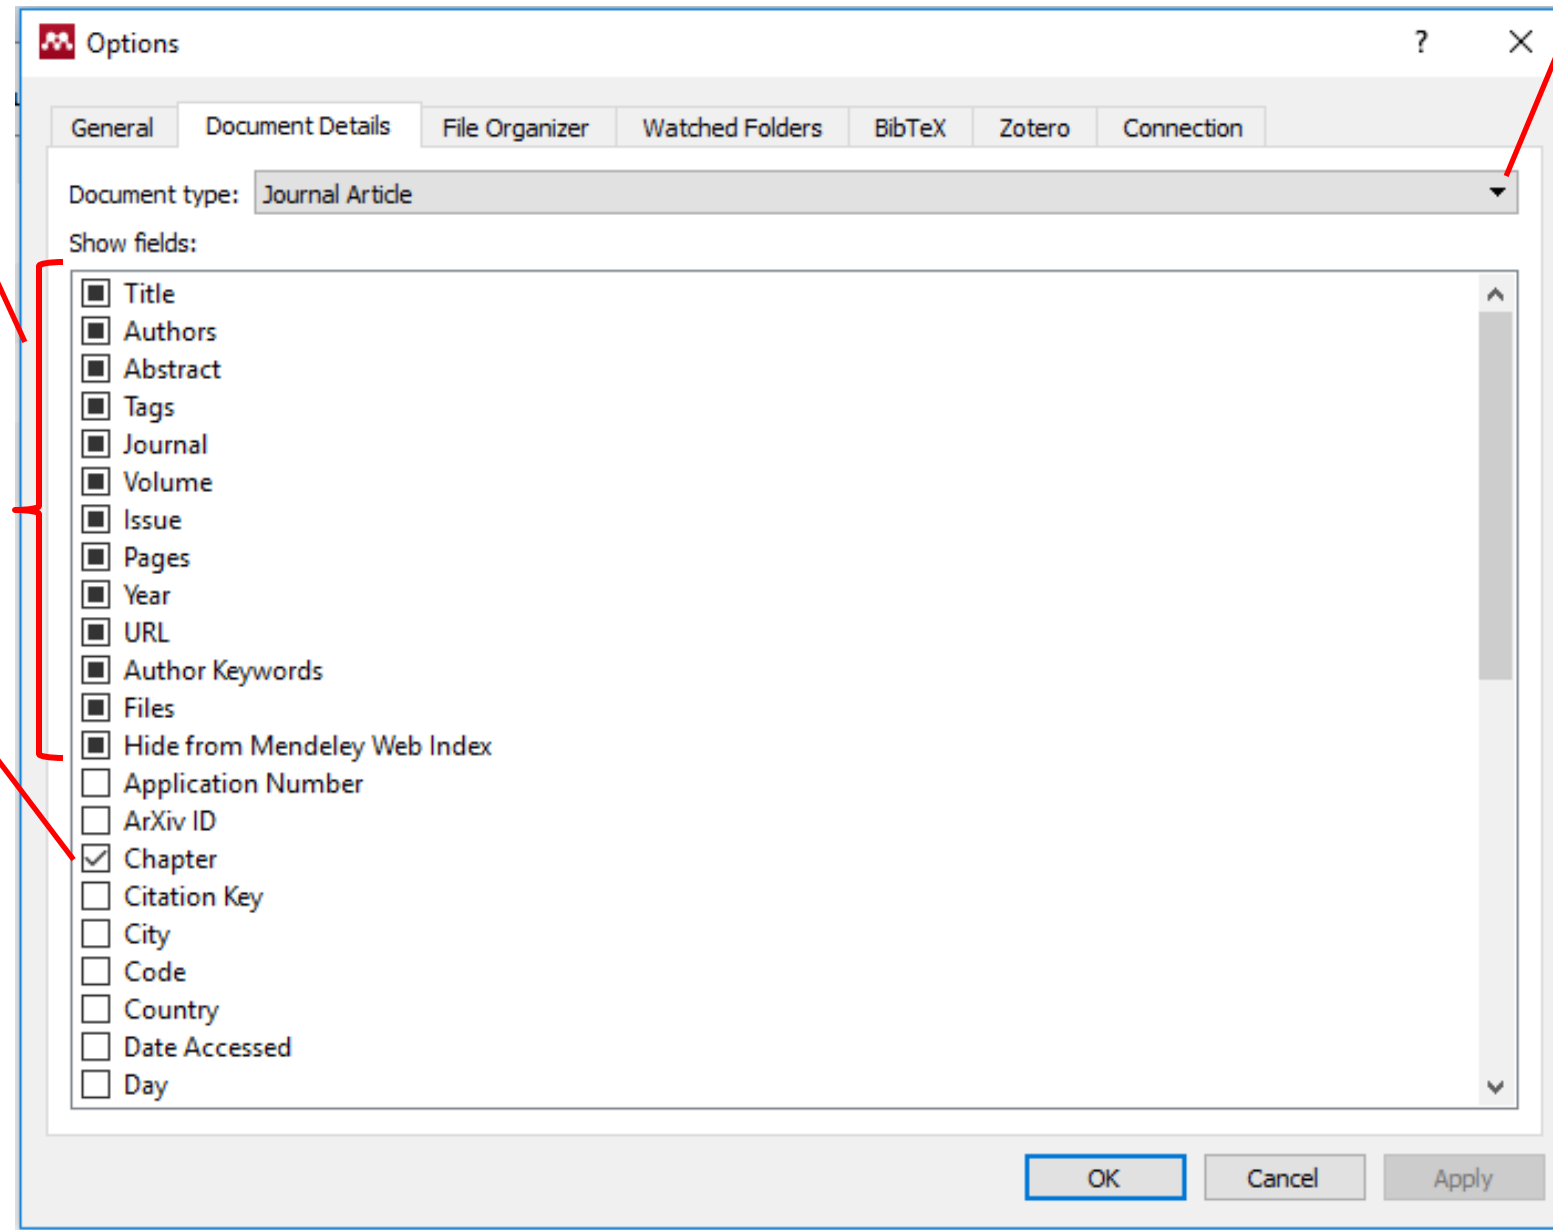 Options
?
General Document Details File Organizer Watched Folders BibTeX Zotero Connection
Document type: Journal Article
Show fields:
Title
Authors
Abstract
Tags
Journal
Volume
Issue
Pages
Year
URL
Author Keywords
Files
Hide from Mendeley Web Index
Application Number
ArXiv ID
Chapter
Citation Key
City
Code
Country
Date Accessed
Day
OK Cancel Apply